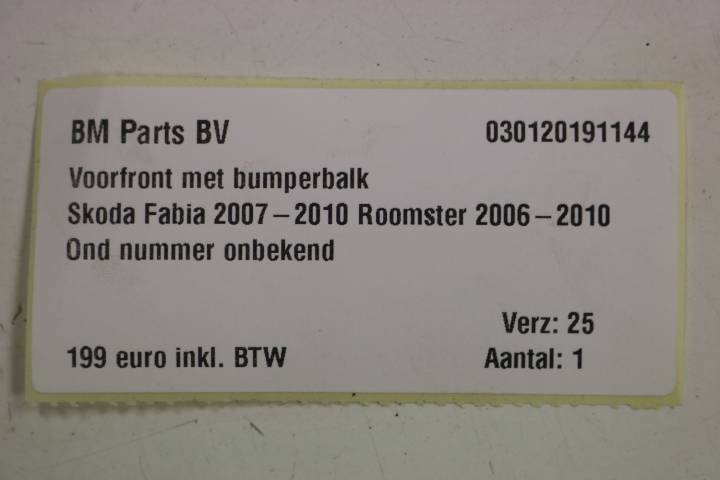 BM Parts BV 030120191144
Voorfront met bumperbalk
Skoda Fabia 2007–2010 Roomster 2006–2010
Ond nummer onbekend
Verz: 25
199 euro inkl. BTW Aantal: 1